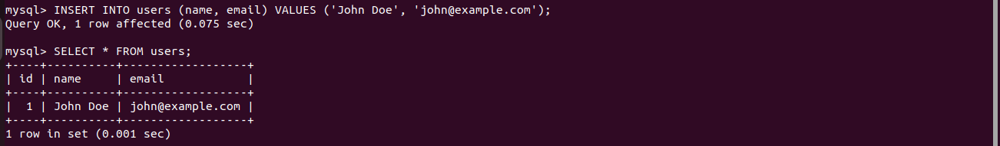 mysql> INSERT INTO users (name, email) VALUES ('John Doe', 'john@example.com');
Query OK, 1 row affected (0.075 sec)
mysql> SELECT * FROM users;
+----+----------+------------------+
| id | name     | email            |
+----+----------+------------------+
|  1 | John Doe | john@example.com |
+----+----------+------------------+
1 row in set (0.001 sec)